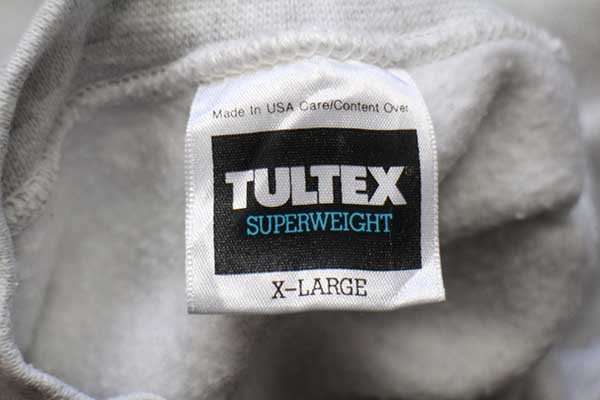 Made In USA Care/Content Over
TULTEX
SUPERWEIGHT
X-LARGE